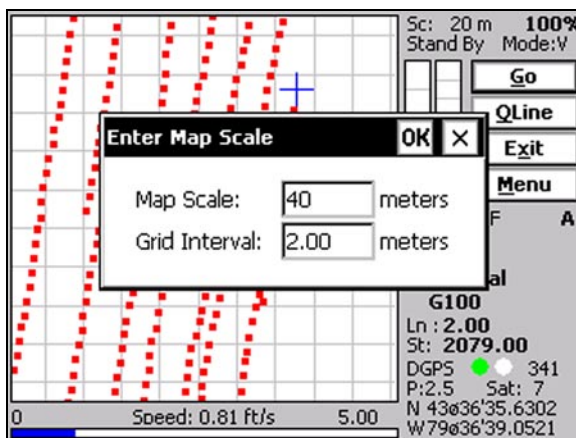 Sc: 20 m 100%
Stand By Mode:V
Go
QLine
Exit
Menu
Enter Map Scale OK ×
Map Scale: 40 meters
Grid Interval: 2.00 meters
F A
al
G100
Ln : 2.00
St: 2079.00
DGPS 341
P:2.5 Sat: 7
N 43ø36'35.6302
W79ø36'39.0521
0 Speed: 0.81 ft/s 5.00